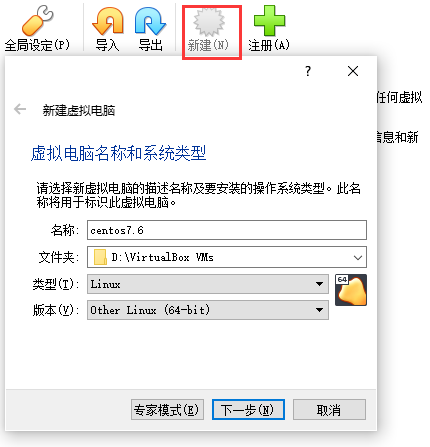 全局设定(P) 导入 导出 新建(N) 注册(A)
任何虚拟
?
新建虚拟电脑
信息和新
虚拟电脑名称和系统类型
请选择新虚拟电脑的描述名称及要安装的操作系统类型。此名
称将用于标识此虚拟电脑。
名称: centos7.6
文件夹: D:\VirtualBox VMs
类型(T): Linux
64
版本(V): Other Linux (64-bit)
专家模式(E) 下一步(N) 取消